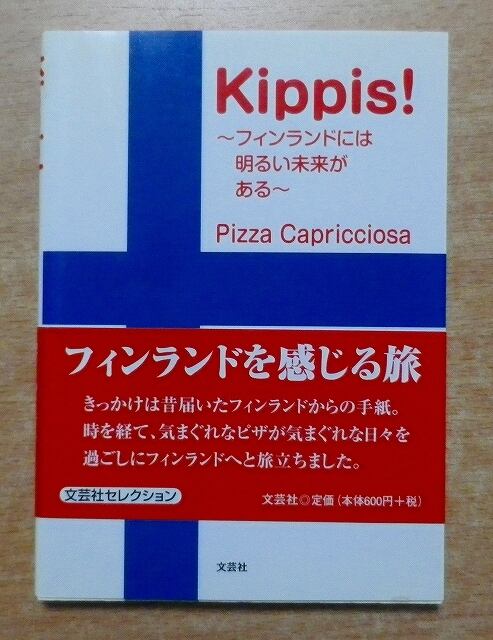 Kippis!
～フィンランドには
明るい未来が
ある～
Pizza Capricciosa
フィンランドを感じる旅
きっかけは昔届いたフィンランドからの手紙。
時を経て、気まぐれなピザが気まぐれな日々を
過ごしにフィンランドへと旅立ちました。
文芸社セレクション
文芸社◎定価（本体600円+税）
文芸社